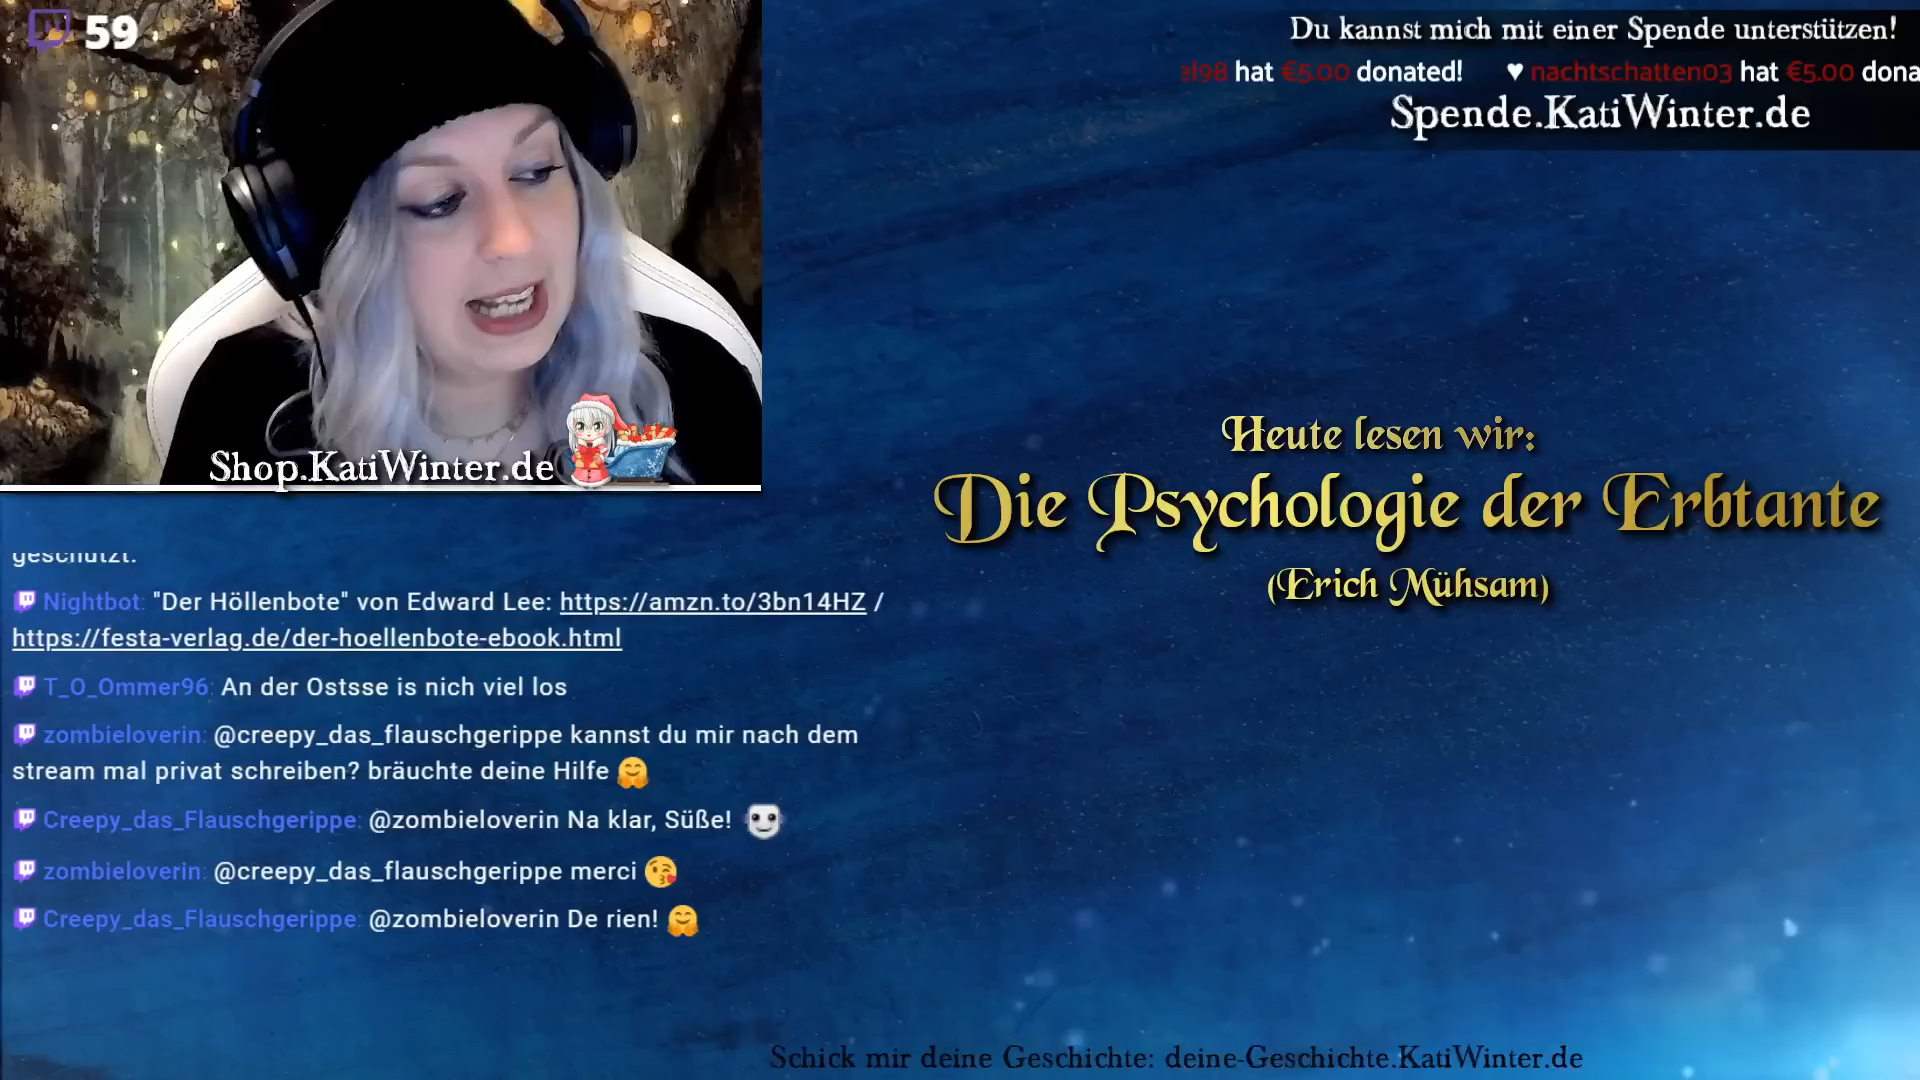 59
Du kannst mich mit einer Spende unterstützen!
hat €5.00 donated! ♥ nachtschatten03 hat €5.00 dona
Spende.KatiWinter.de
Shop.KatiWinter.de
Heute lesen wir:
Die Psychologie der Erbtante
(Erich Mühsam)
geschützt.
Nightbot: "Der Höllenbote" von Edward Lee: https://amzn.to/3bn14HZ /
https://festa-verlag.de/der-hoellenbote-ebook.html
T_O_Ommer96: An der Ostsse is nich viel los
zombieloverin: @creepy_das_flauschgerippe kannst du mir nach dem
stream mal privat schreiben? bräuchte deine Hilfe 🤗
Creepy_das_Flauschgerippe: @zombieloverin Na klar, Süße!
zombieloverin: @creepy_das_flauschgerippe merci 😘
Creepy_das_Flauschgerippe: @zombieloverin De rien! 🤗
Schick mir deine Geschichte: deine-Geschichte.KatiWinter.de